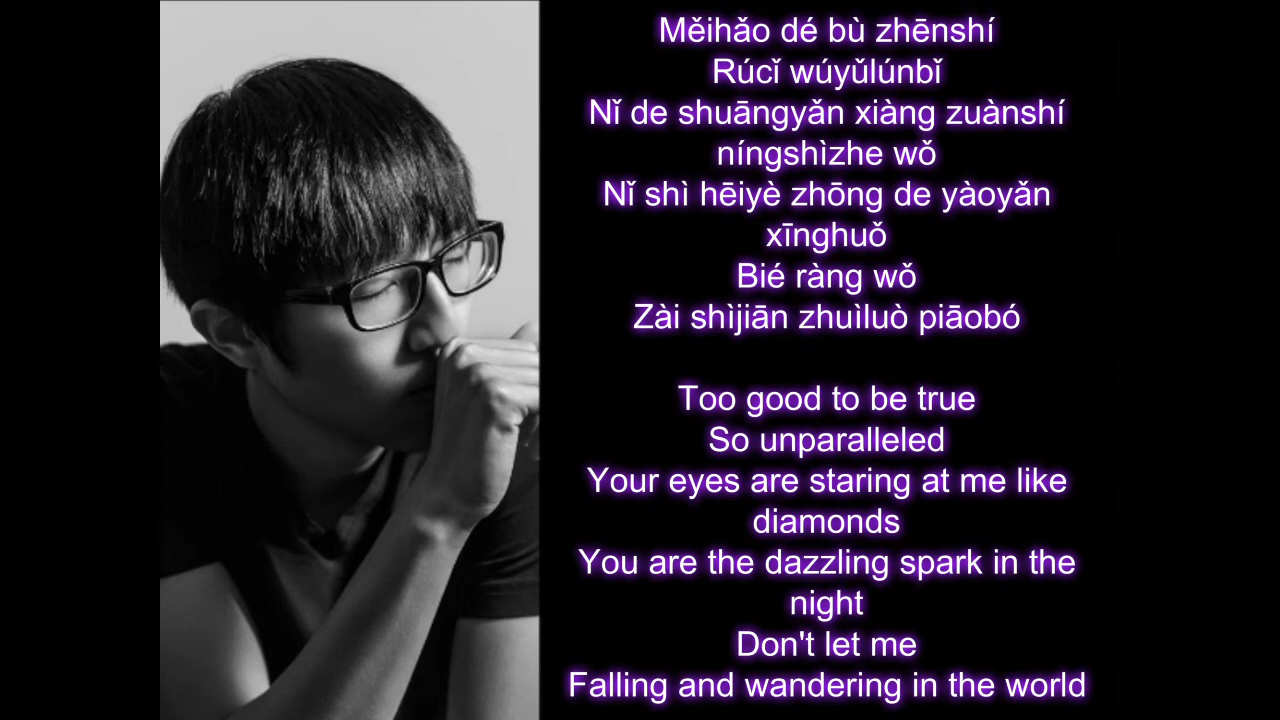 Měihǎo dé bù zhēnshí
Rúcǐ wúyǔlúnbǐ
Nǐ de shuāngyǎn xiàng zuànshí
níngshìzhe wǒ
Nǐ shì hēiyè zhōng de yàoyǎn
xīnghuǒ
Bié ràng wǒ
Zài shìjiān zhuìluò piāobó
Too good to be true
So unparalleled
Your eyes are staring at me like
diamonds
You are the dazzling spark in the
night
Don't let me
Falling and wandering in the world